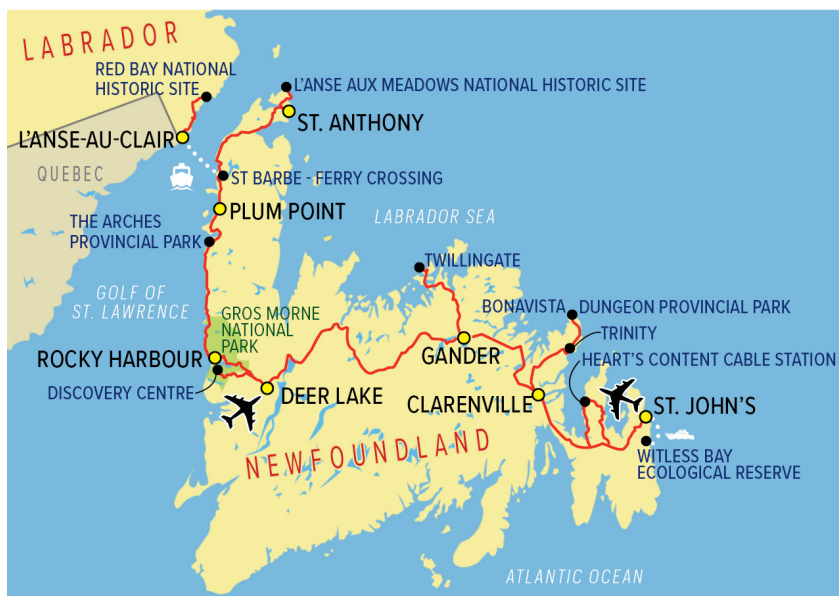 LABRADOR
RED BAY NATIONAL
HISTORIC SITE
L'ANSE AUX MEADOWS NATIONAL HISTORIC SITE
ST. ANTHONY
L'ANSE-AU-CLAIR
QUEBEC
ST BARBE - FERRY CROSSING
PLUM POINT
LABRADOR SEA
THE ARCHES
PROVINCIAL PARK
TWILLINGATE
GOLF OF
ST. LAWRENCE
GROS MORNE
NATIONAL
PARK
BONAVISTA
DUNGEON PROVINCIAL PARK
TRINITY
ROCKY HARBOUR
GANDER
HEART'S CONTENT CABLE STATION
DISCOVERY CENTRE
DEER LAKE
CLARENVILLE
ST. JOHN'S
NEWFOUNDLAND
WITLESS BAY
ECOLOGICAL RESERVE
ATLANTIC OCEAN